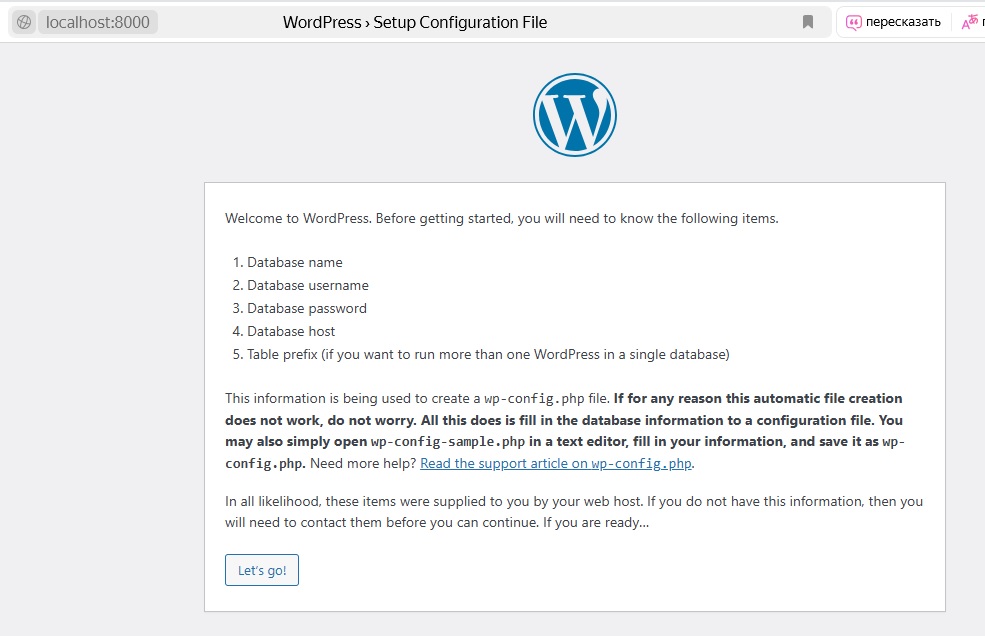 localhost:8000 WordPress › Setup Configuration File пересказать
Welcome to WordPress. Before getting started, you will need to know the following items.
1. Database name
2. Database username
3. Database password
4. Database host
5. Table prefix (if you want to run more than one WordPress in a single database)
This information is being used to create a wp-config.php file. If for any reason this automatic file creation
does not work, do not worry. All this does is fill in the database information to a configuration file. You
may also simply open wp-config-sample.php in a text editor, fill in your information, and save it as wp-
config.php. Need more help? Read the support article on wp-config.php.
In all likelihood, these items were supplied to you by your web host. If you do not have this information, then you
will need to contact them before you can continue. If you are ready…
Let's go!